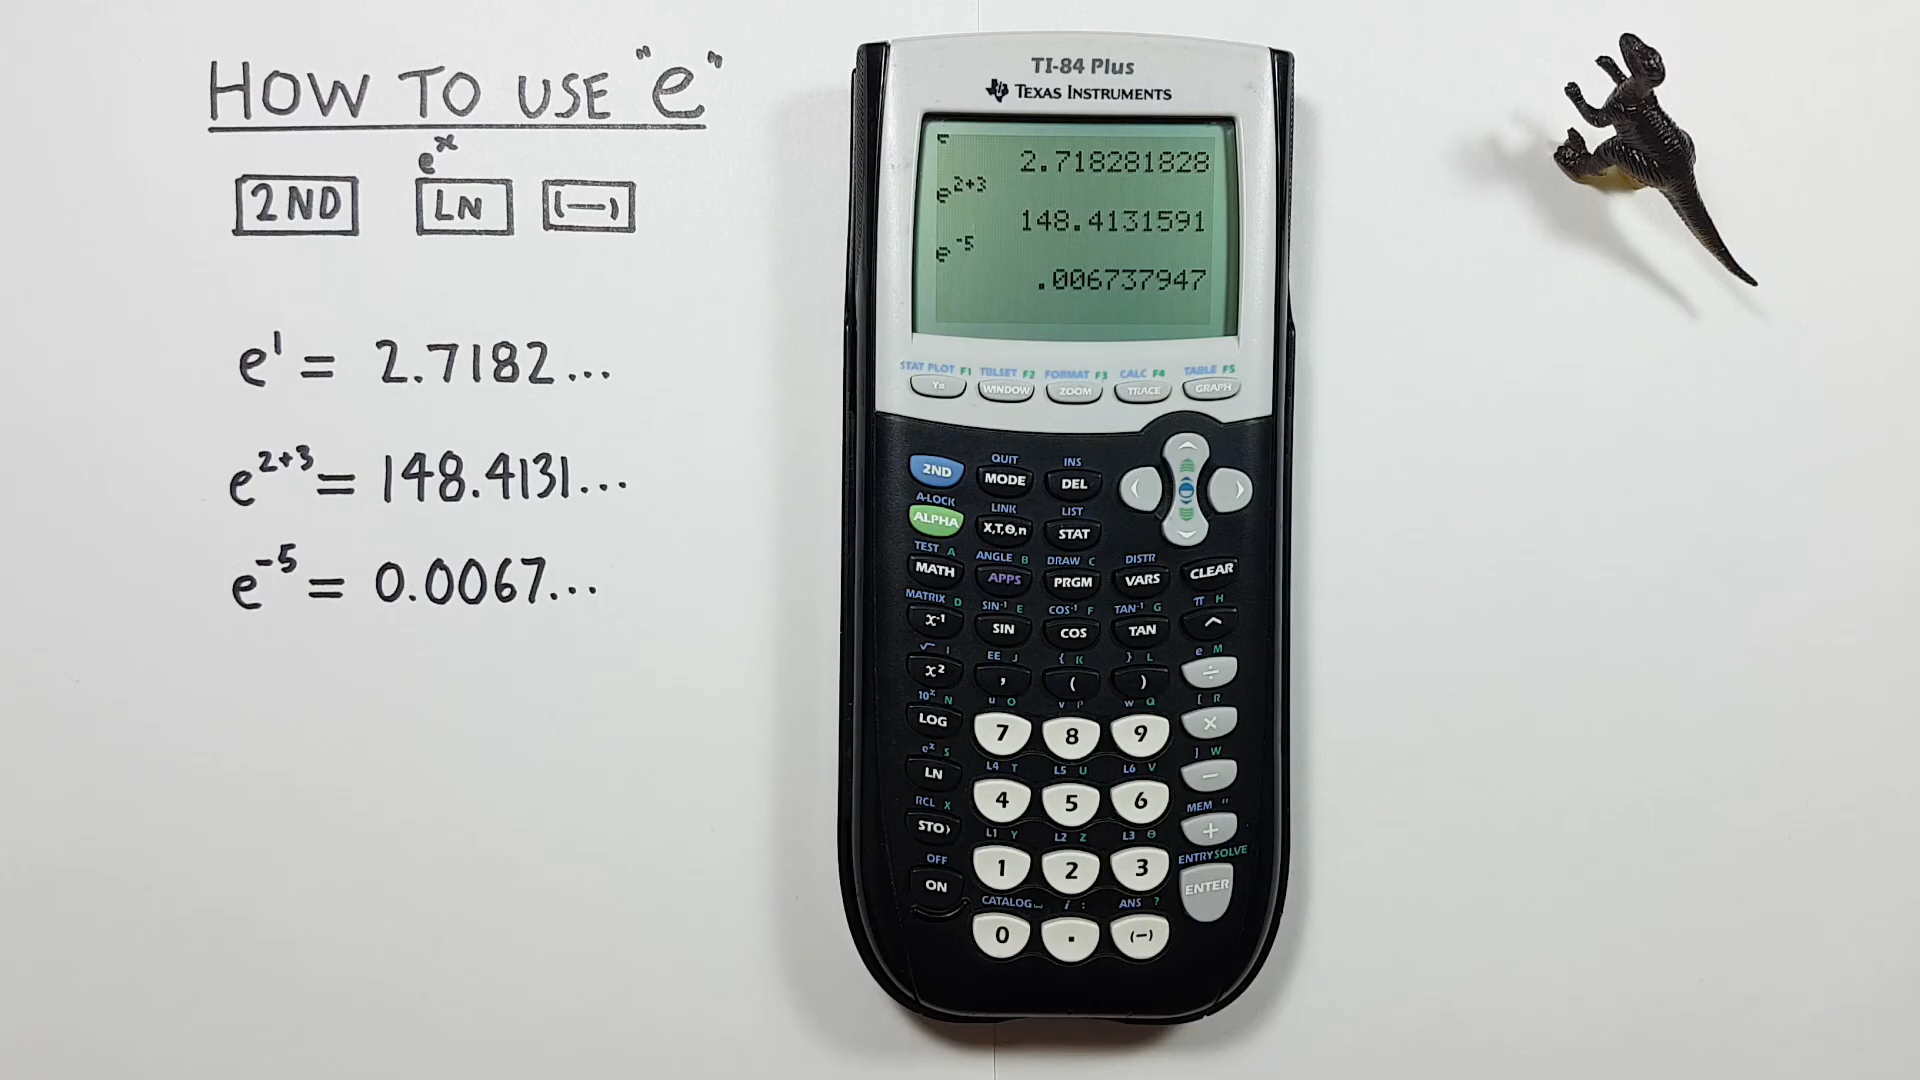 HOW TO USE "e"
e^x
2ND LN (—)
e^1 = 2.7182...
e^2+3 = 148.4131...
e^-5 = 0.0067...
TI-84 Plus
TEXAS INSTRUMENTS
2.718281828
e^2+3
148.4131591
e^-5
.006737947
STAT PLOT F1 TBLSET F2 FORMAT F3 CALC F4 TABLE F5
Y= WINDOW ZOOM TRACE GRAPH
QUIT INS
2ND MODE DEL
A-LOCK LINK LIST
ALPHA X,T,Θ,n STAT
TEST A ANGLE B DRAW C DISTR
MATH APPS PRGM VARS CLEAR
MATRIX D SIN⁻¹ E COS⁻¹ F TAN⁻¹ G π H
x⁻¹ SIN COS TAN ^
√ I EE J { K } L e M
x² , ( ) ÷
10^x N u O v P w Q [ R
LOG 7 8 9 ×
e^x S L4 T L5 U L6 V ] W
LN 4 5 6 −
RCL X L1 Y L2 Z L3 Θ MEM "
STO› 1 2 3 +
OFF CATALOG ⎵ i : ANS ? ENTRY SOLVE
ON 0 . (−) ENTER